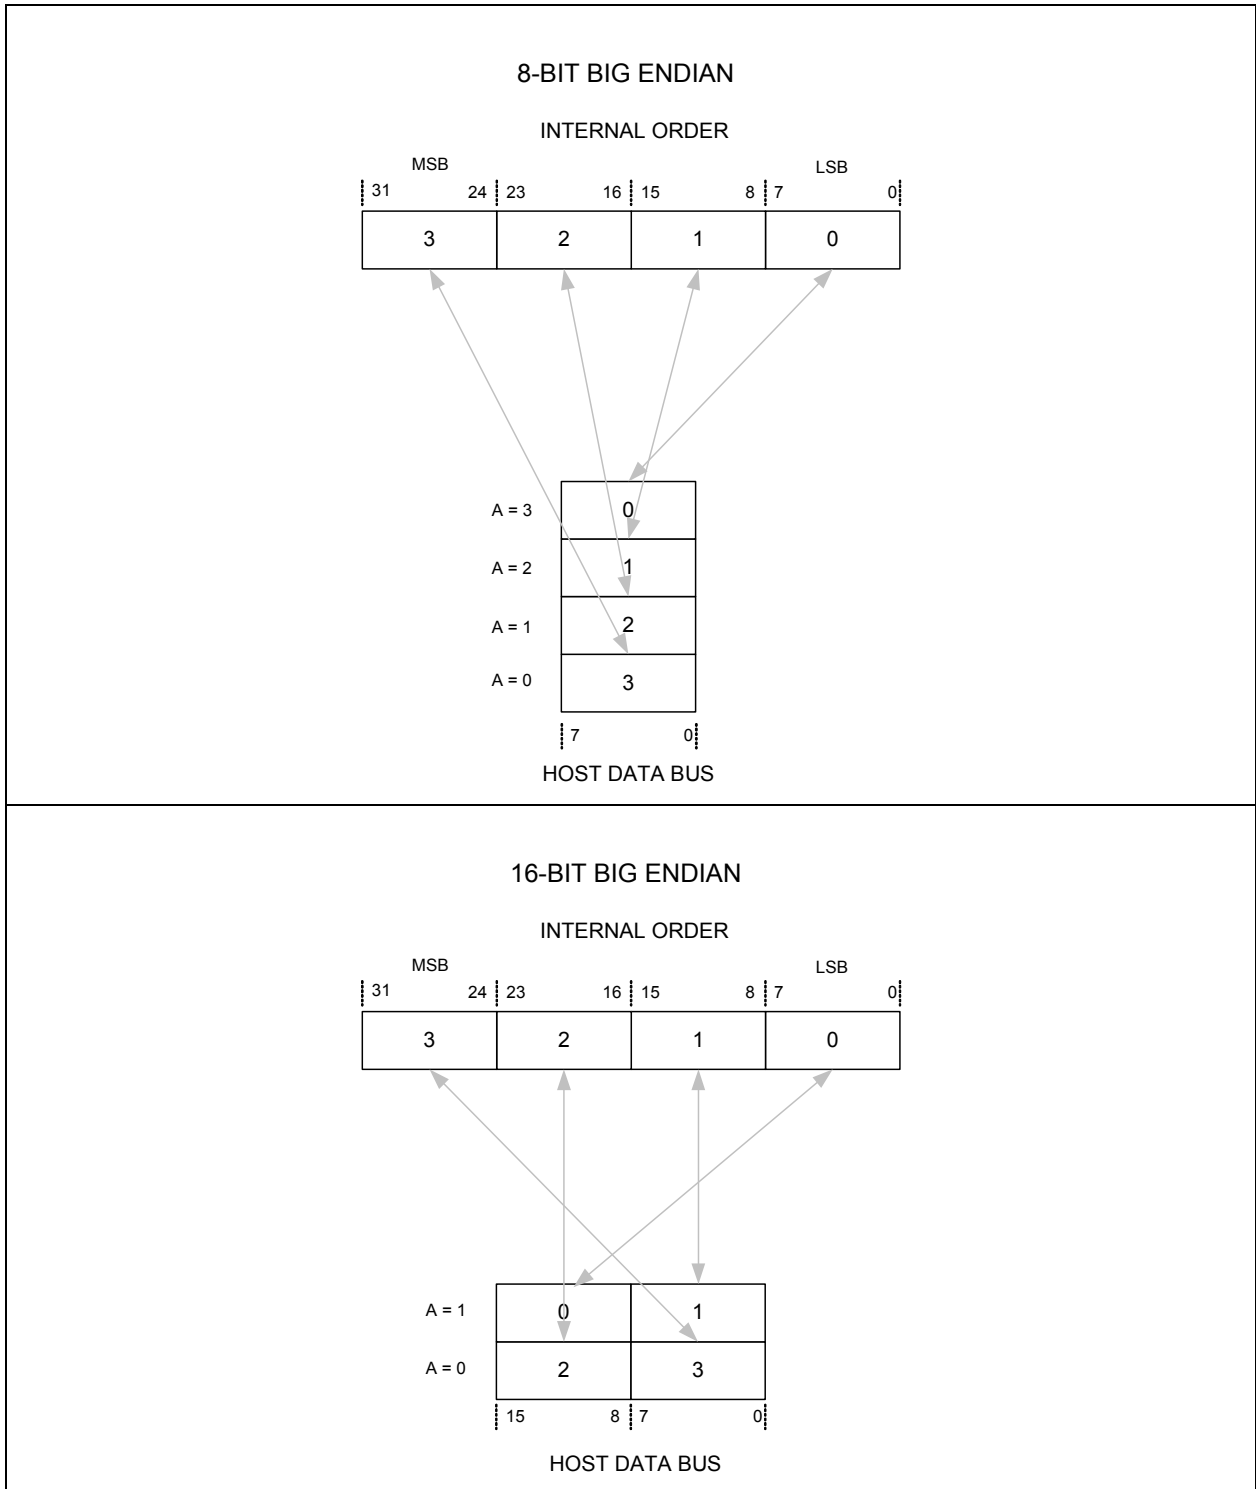 8-BIT BIG ENDIAN
INTERNAL ORDER
MSB LSB
31 24 23 16 15 8 7 0
3 2 1 0
A = 3 0
A = 2 1
A = 1 2
A = 0 3
7 0
HOST DATA BUS
16-BIT BIG ENDIAN
INTERNAL ORDER
MSB LSB
31 24 23 16 15 8 7 0
3 2 1 0
A = 1 0 1
A = 0 2 3
15 8 7 0
HOST DATA BUS